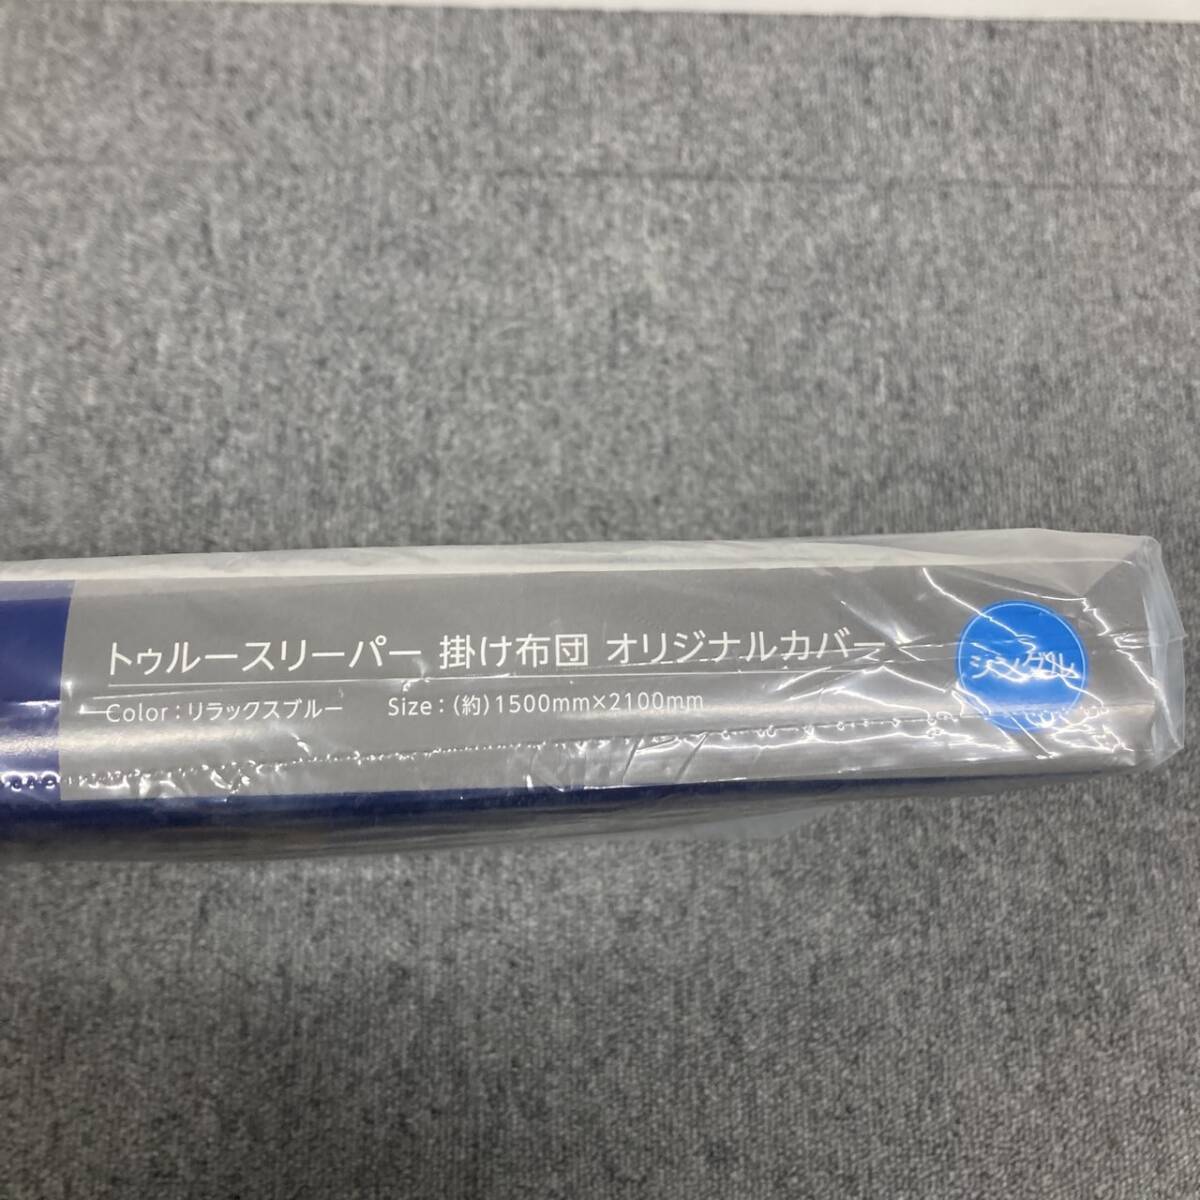 トゥルースリーパー 掛け布団 オリジナルカバー
Color：リラックスブルー Size：(約)1500mm×2100mm
シングル